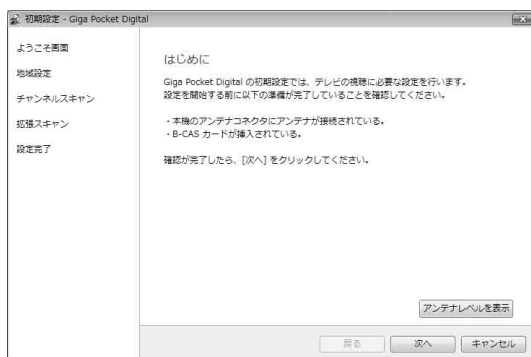 初期設定 - Giga Pocket Digital
ようこそ画面
地域設定
チャンネルスキャン
拡張スキャン
設定完了
はじめに
Giga Pocket Digital の初期設定では、テレビの視聴に必要な設定を行います。
設定を開始する前に以下の準備が完了していることを確認してください。
・本機のアンテナコネクタにアンテナが接続されている。
・B-CAS カードが挿入されている。
確認が完了したら、[次へ] をクリックしてください。
アンテナレベルを表示
戻る
次へ
キャンセル